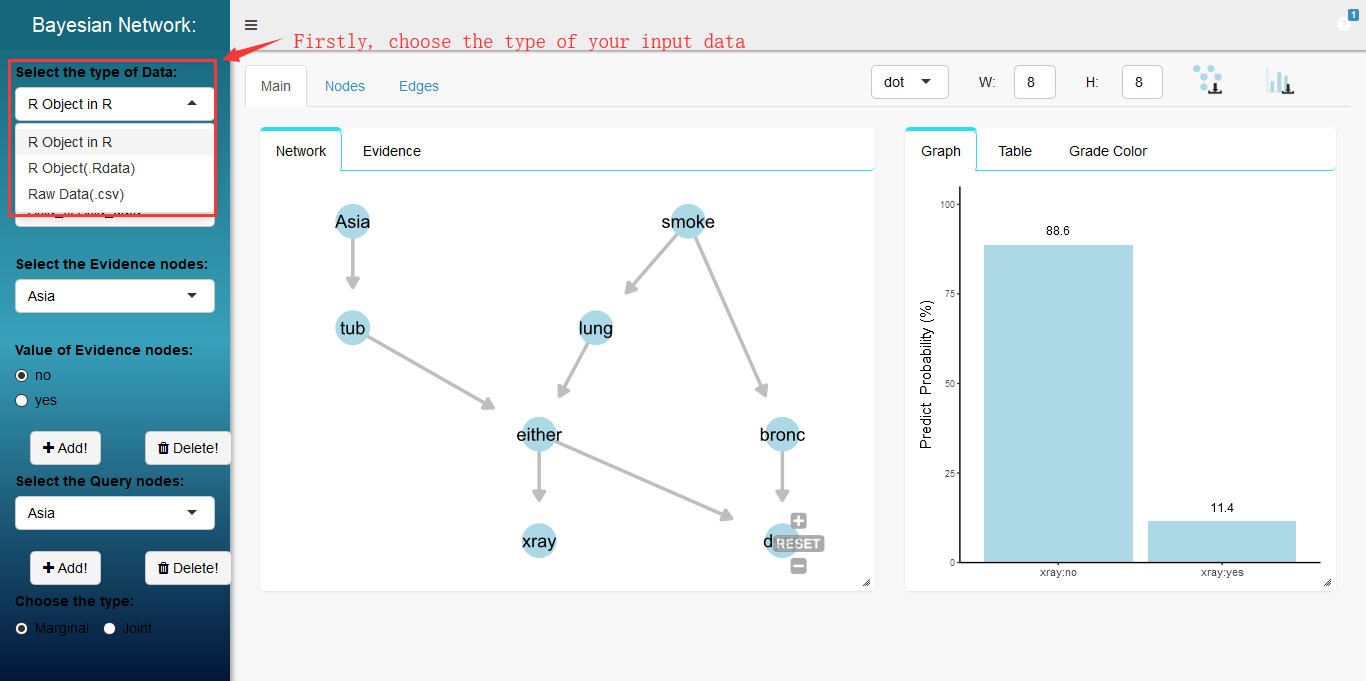 Bayesian Network:
1
Firstly, choose the type of your input data
Select the type of Data:
R Object in R
R Object in R
R Object(.Rdata)
Raw Data(.csv)
Select the Evidence nodes:
Asia
Value of Evidence nodes:
no
yes
Add!
Delete!
Select the Query nodes:
Asia
Add!
Delete!
Choose the type:
Marginal
Joint
Main
Nodes
Edges
dot
W:
8
H:
8
Network
Evidence
Asia
smoke
tub
lung
either
bronc
xray
RESET
Graph
Table
Grade Color
Predict Probability (%)
100
75
50
25
0
88.6
11.4
xray:no
xray:yes